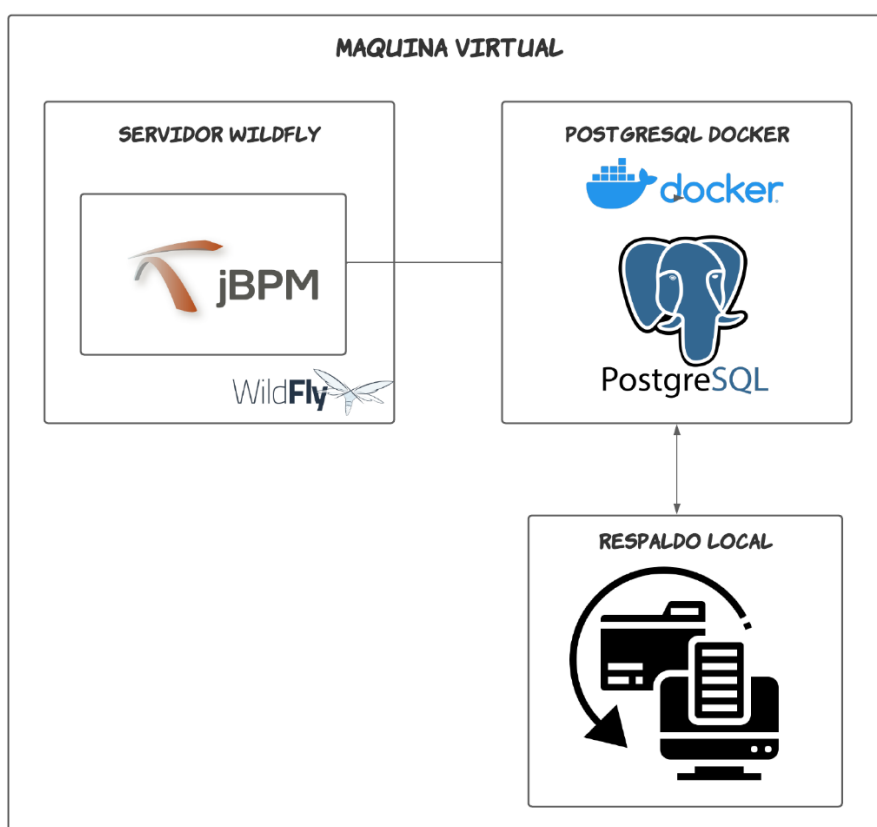 MAQUINA VIRTUAL
SERVIDOR WILDFLY
jBPM
WildFly
POSTGRESQL DOCKER
docker
PostgreSQL
RESPALDO LOCAL